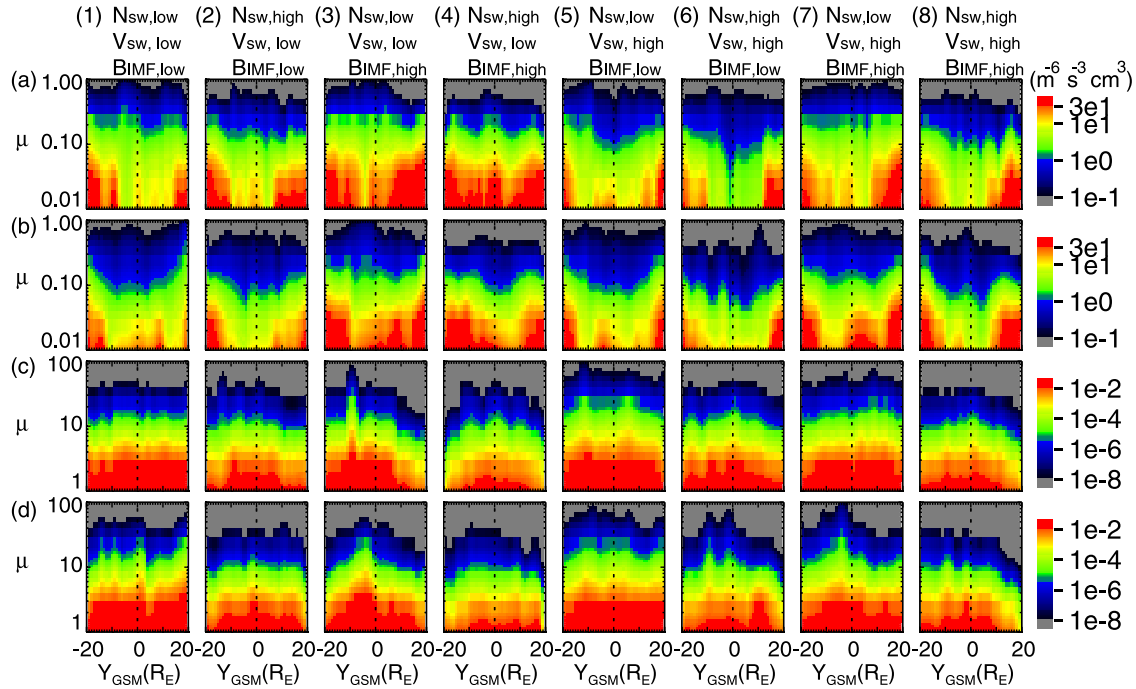 (1) Nsw,low (2) Nsw,high (3) Nsw,low (4) Nsw,high (5) Nsw,low (6) Nsw,high (7) Nsw,low (8) Nsw,high
Vsw, low Vsw, low Vsw, low Vsw, low Vsw, high Vsw, high Vsw, high Vsw, high
BIMF,low BIMF,low BIMF,high BIMF,high BIMF,low BIMF,low BIMF,high BIMF,high
(m⁻⁶ s⁻³ cm³)
(a) 1.00 3e1
μ 0.10 1e1
1e0
0.01 1e-1
(b) 1.00 3e1
μ 0.10 1e1
1e0
0.01 1e-1
(c) 100 1e-2
μ 10 1e-4
1e-6
1 1e-8
(d) 100 1e-2
μ 10 1e-4
1e-6
1 1e-8
-20 0 20 0 20 0 20 0 20 0 20 0 20 0 20 0 20
YGSM(RE) YGSM(RE) YGSM(RE) YGSM(RE) YGSM(RE) YGSM(RE) YGSM(RE) YGSM(RE)